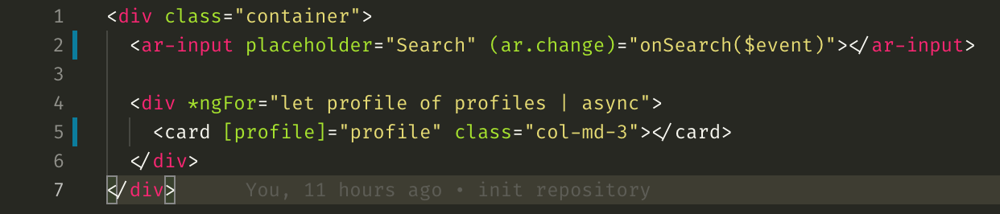 1 <div class="container">
2 <ar-input placeholder="Search" (ar.change)="onSearch($event)"></ar-input>
3
4 <div *ngFor="let profile of profiles | async">
5 <card [profile]="profile" class="col-md-3"></card>
6 </div>
7 </div> You, 11 hours ago • init repository